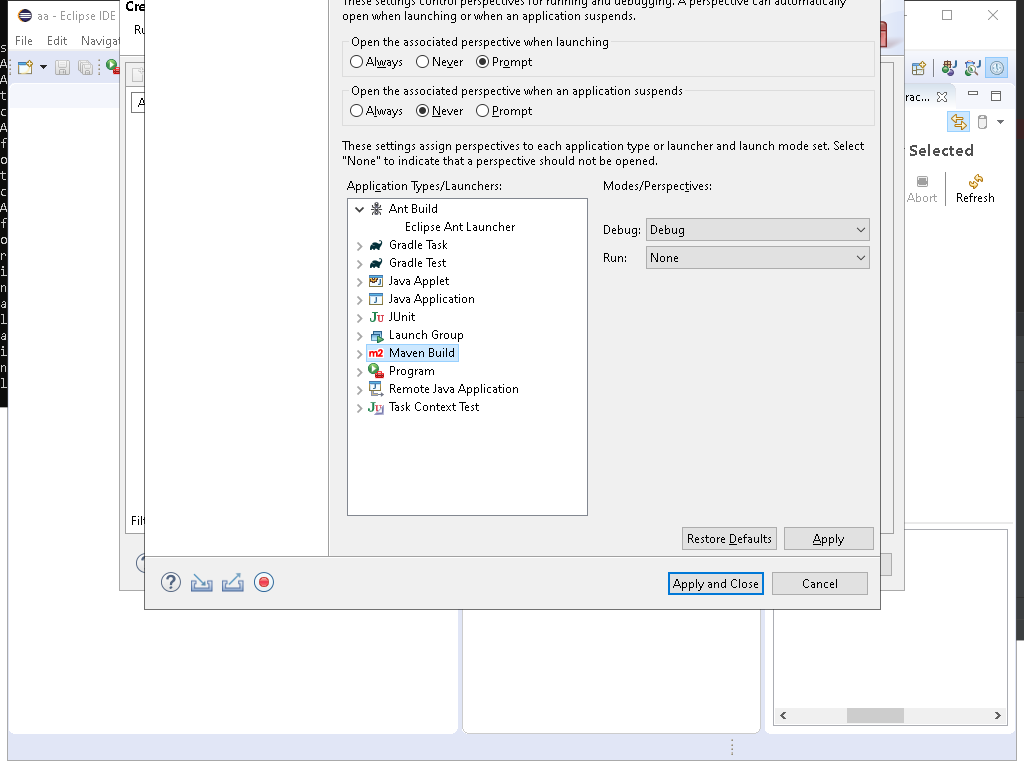 aa - Eclipse IDE
Cre
File Edit Navigat
Ru
These settings control perspectives for running and debugging. A perspective can automatically
open when launching or when an application suspends.
Open the associated perspective when launching
Always Never Prompt
Open the associated perspective when an application suspends
Always Never Prompt
These settings assign perspectives to each application type or launcher and launch mode set. Select
"None" to indicate that a perspective should not be opened.
Application Types/Launchers:
Modes/Perspectives:
Ant Build
Eclipse Ant Launcher
Gradle Task
Gradle Test
Java Applet
Java Application
JUnit
Launch Group
Maven Build
Program
Remote Java Application
Task Context Test
Debug: Debug
Run: None
Restore Defaults Apply
Apply and Close Cancel
rac...
Selected
Abort Refresh
Filt